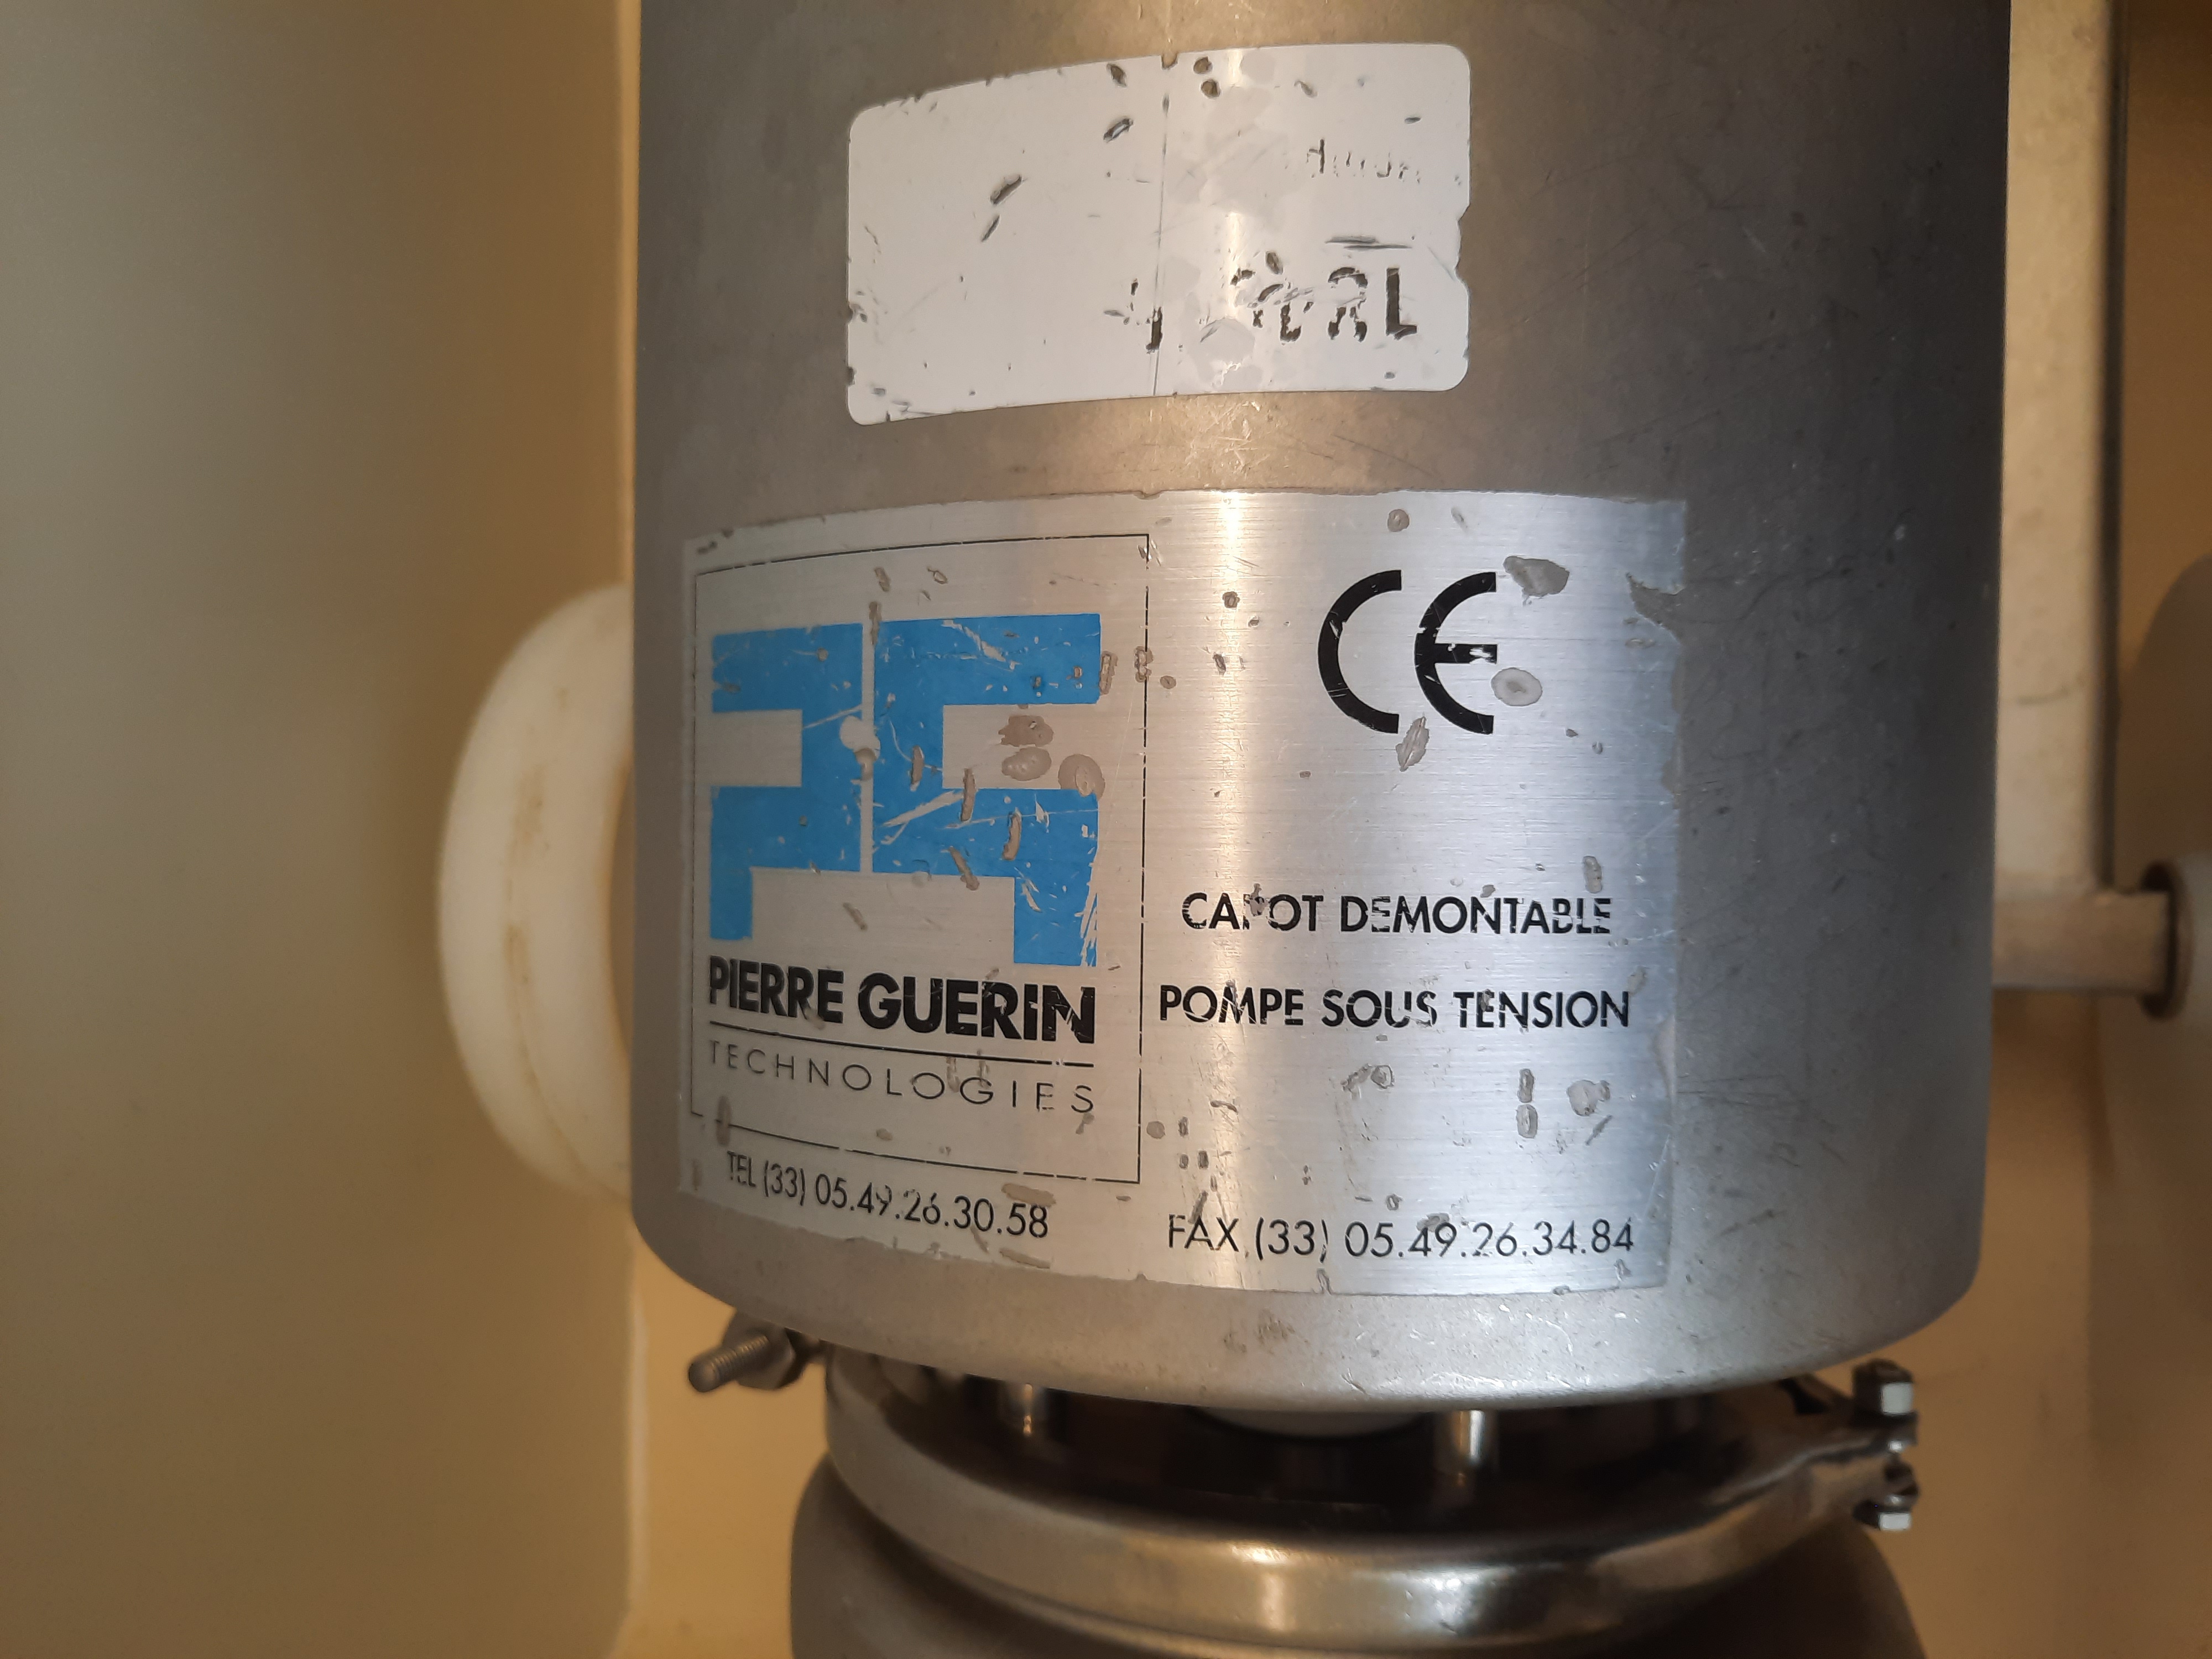 PG
CE
CAPOT DEMONTABLE
POMPE SOUS TENSION
PIERRE GUERIN
TECHNOLOGIES
TEL (33) 05.49.26.30.58
FAX (33) 05.49.26.34.84